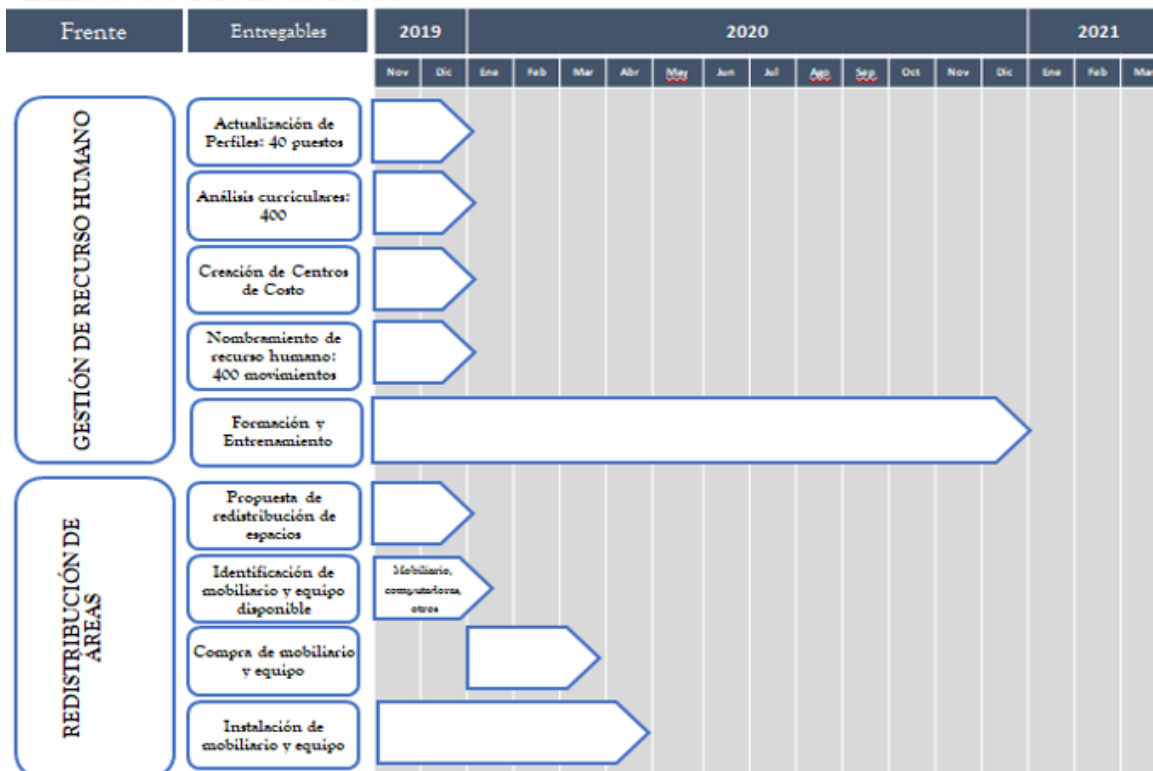 Frente Entregables 2019 2020 2021
Nov Dic Ene Feb Mar Abr May Jun Jul Ago Sep Oct Nov Dic Ene Feb Mar
GESTIÓN DE RECURSO HUMANO
Actualización de
Perfiles: 40 puestos
Análisis curriculares:
400
Creación de Centros
de Costo
Nombramiento de
recurso humano:
400 movimientos
Formación y
Entrenamiento
REDISTRIBUCIÓN DE
ÁREAS
Propuesta de
redistribución de
espacios
Identificación de
mobiliario y equipo
disponible
Mobiliario,
computadoras,
otros
Compra de mobiliario
y equipo
Instalación de
mobiliario y equipo